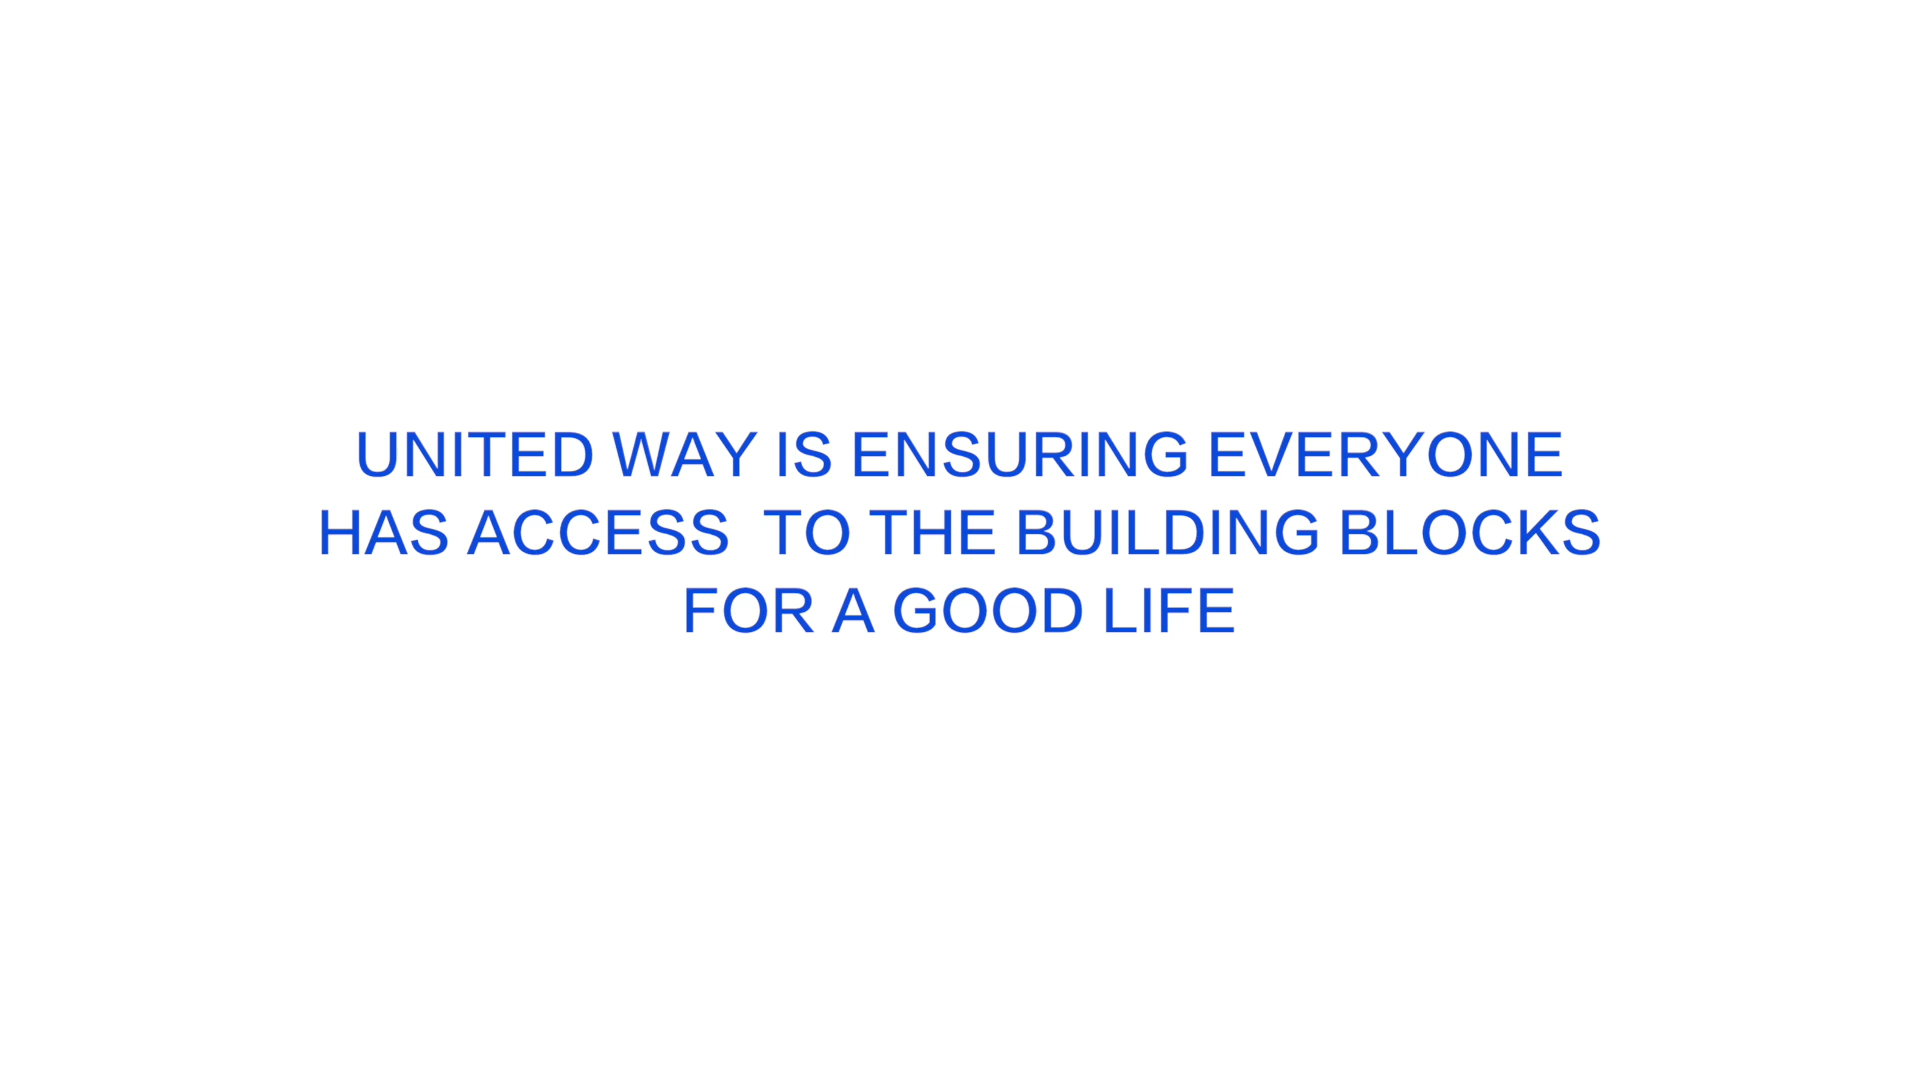 UNITED WAY IS ENSURING EVERYONE
HAS ACCESS  TO THE BUILDING BLOCKS
FOR A GOOD LIFE